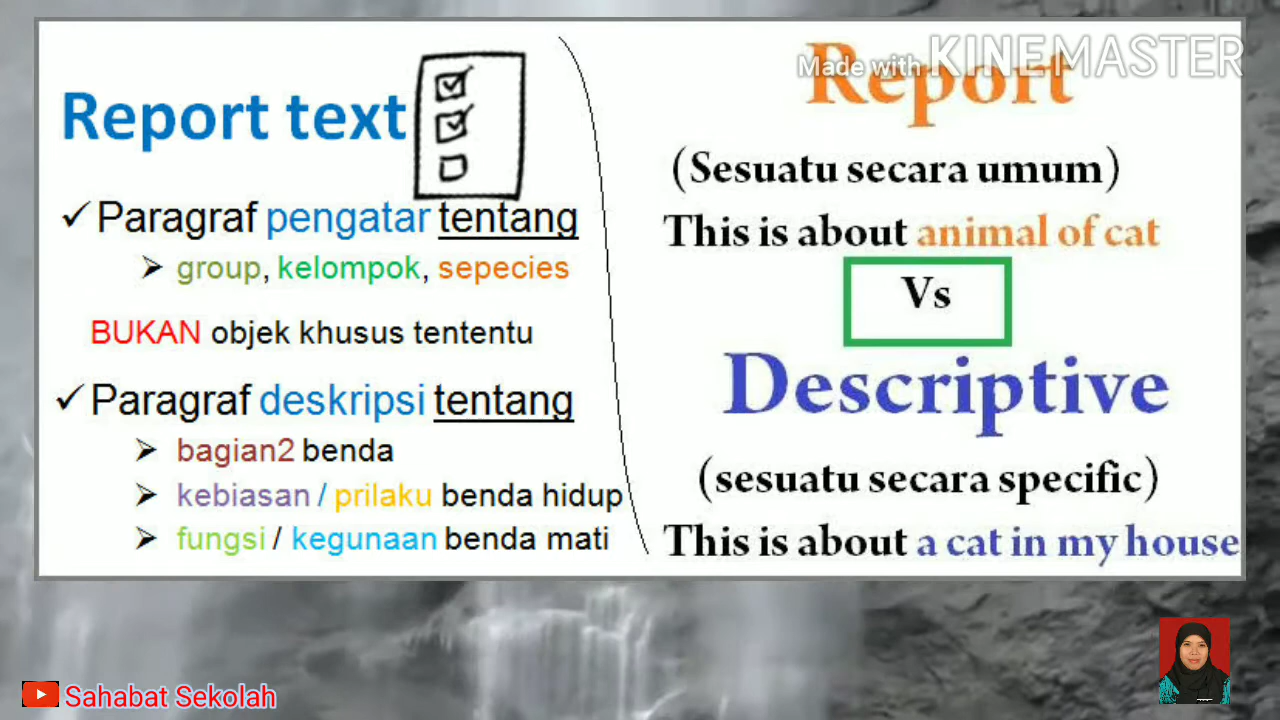 Report text
✓ Paragraf pengatar tentang
➢ group, kelompok, sepecies
BUKAN objek khusus tententu
✓ Paragraf deskripsi tentang
➢ bagian2 benda
➢ kebiasan / prilaku benda hidup
➢ fungsi / kegunaan benda mati
Made with KINEMASTER
Report
(Sesuatu secara umum)
This is about animal of cat
Vs
Descriptive
(sesuatu secara specific)
This is about a cat in my house
Sahabat Sekolah